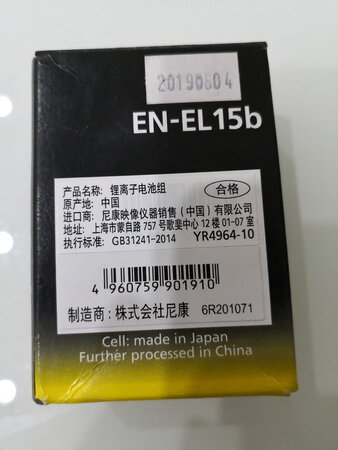 20190804
EN-EL15b
产品名称: 锂离子电池组
原产地: 中国
合格
进口商: 尼康映像仪器销售（中国）有限公司
地址: 上海市蒙自路 757 号歌斐中心 12 楼 01-07 室
执行标准: GB31241-2014 YR4964-10
4 960759 901910
制造商: 株式会社尼康 6R201071
Cell: made in Japan
Further processed in China